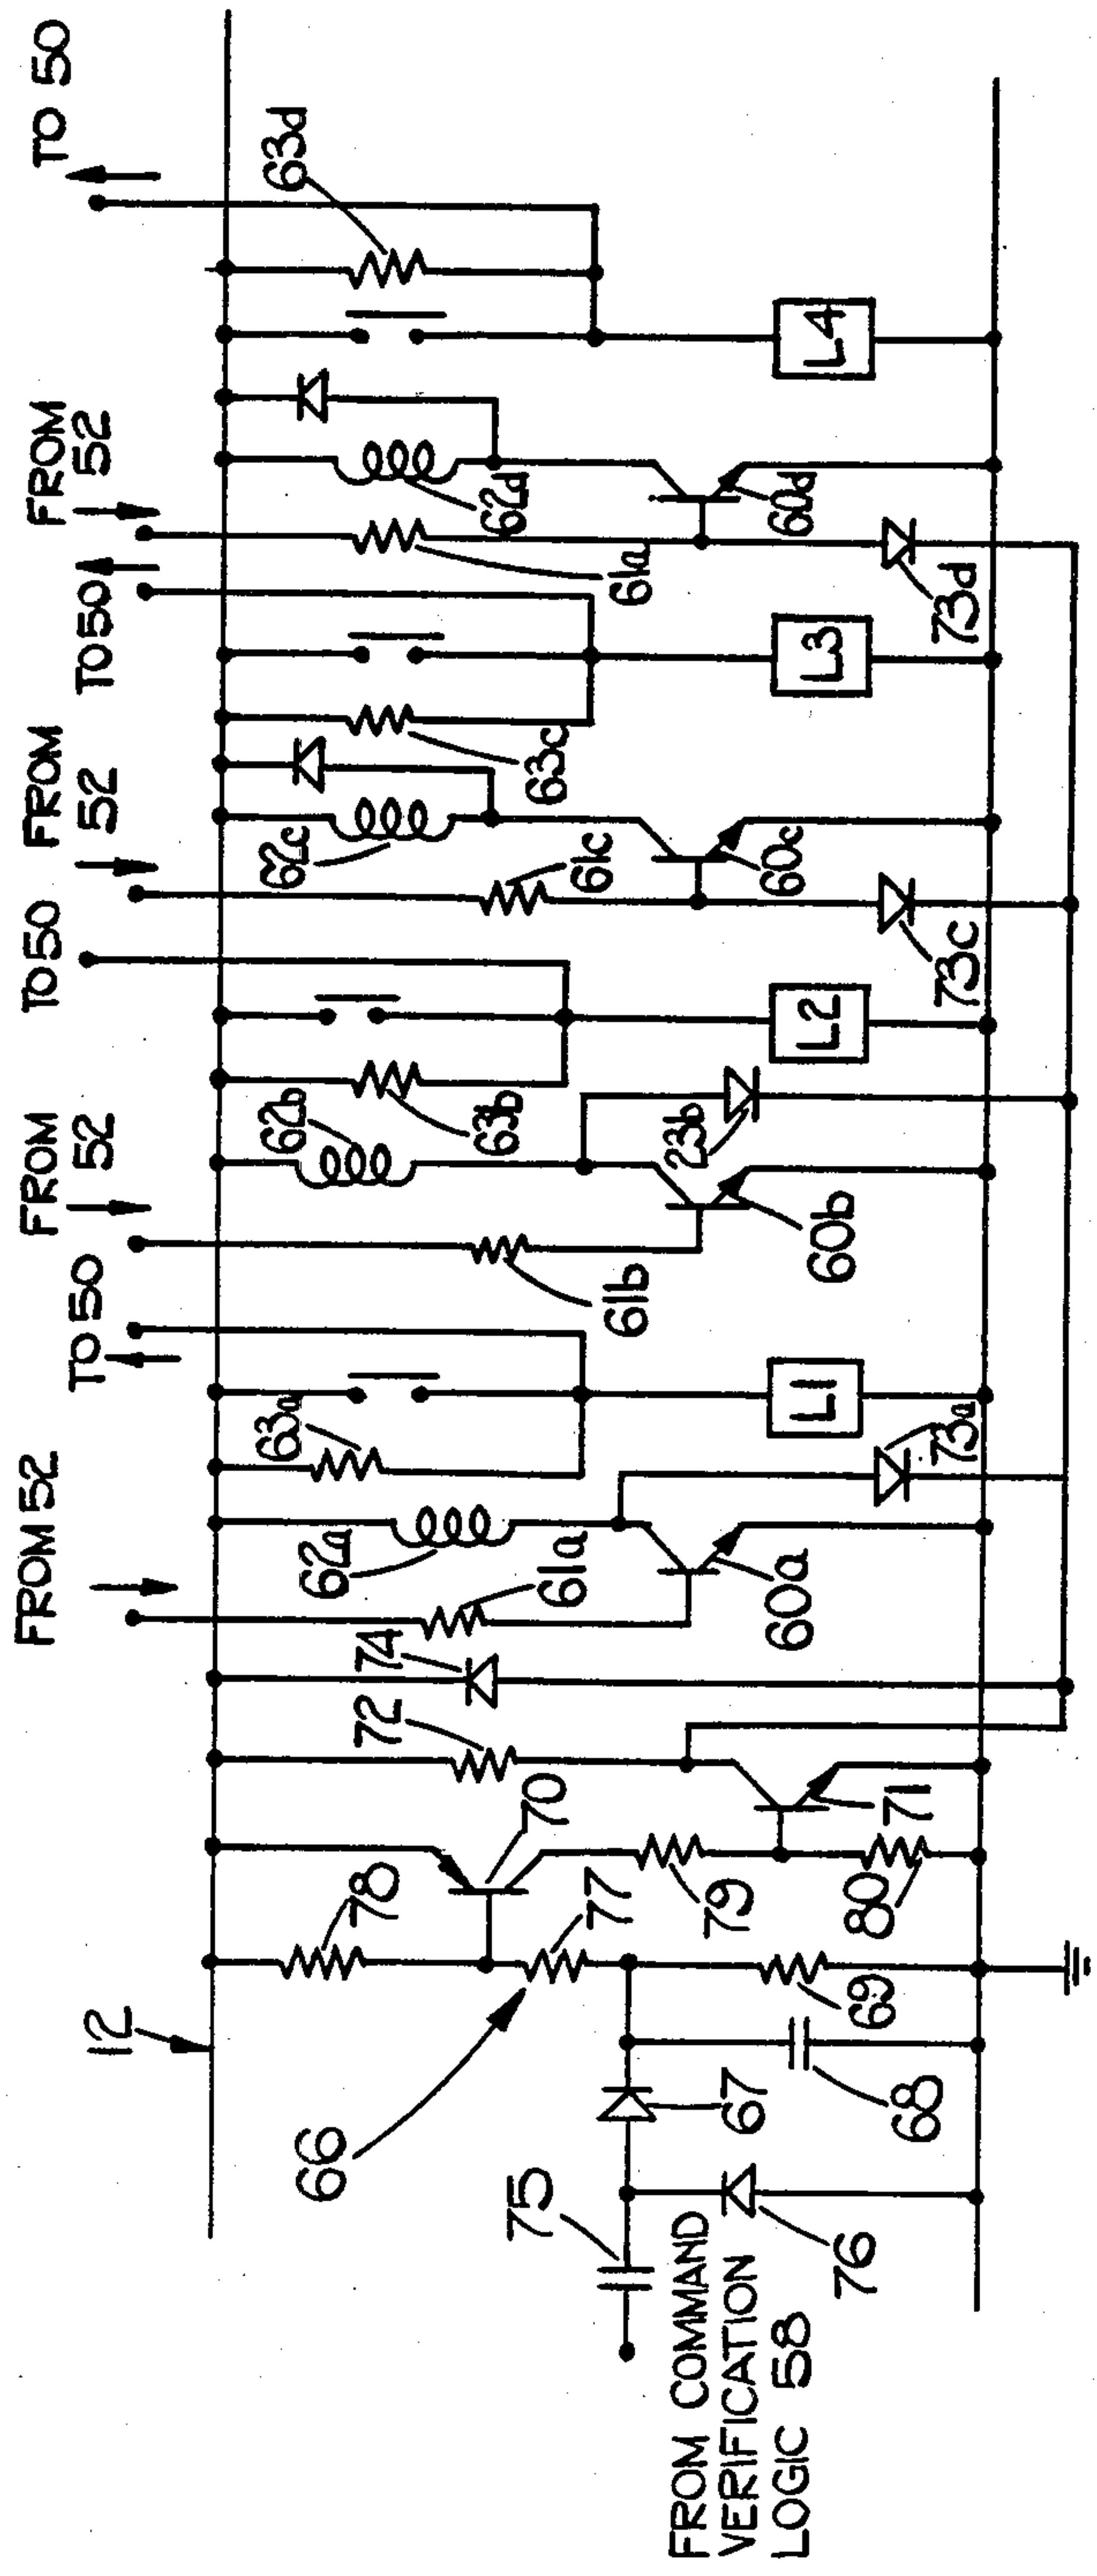 FROM 52
TO 50
FROM
52
TO 50
FROM
52
TO 50
FROM
52
TO 50
12
66
78
70
77
72
74
62a
61a
63a
61b
62b
63b
62c
61c
63c
61a
62d
63d
75
67
76
68
69
79
80
71
60a
L1
73a
60b
23b
L2
60c
73c
L3
60d
73d
L4
FROM COMMAND
VERIFICATION
LOGIC 58